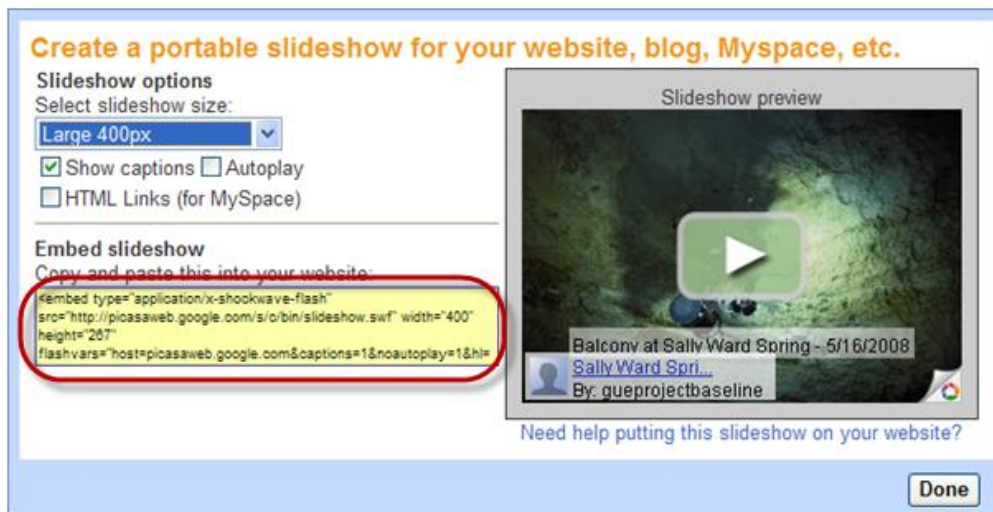 Create a portable slideshow for your website, blog, Myspace, etc.
Slideshow options
Select slideshow size:
Large 400px
Show captions
Autoplay
HTML Links (for MySpace)
Embed slideshow
Copy and paste this into your website:
<embed type="application/x-shockwave-flash"
src="http://picasaweb.google.com/s/c/bin/slideshow.swf" width="400"
height="267"
flashvars="host=picasaweb.google.com&captions=1&noautoplay=1&hl=
Slideshow preview
Balcony at Sally Ward Spring - 5/16/2008
Sally Ward Spri...
By: gueprojectbaseline
Need help putting this slideshow on your website?
Done